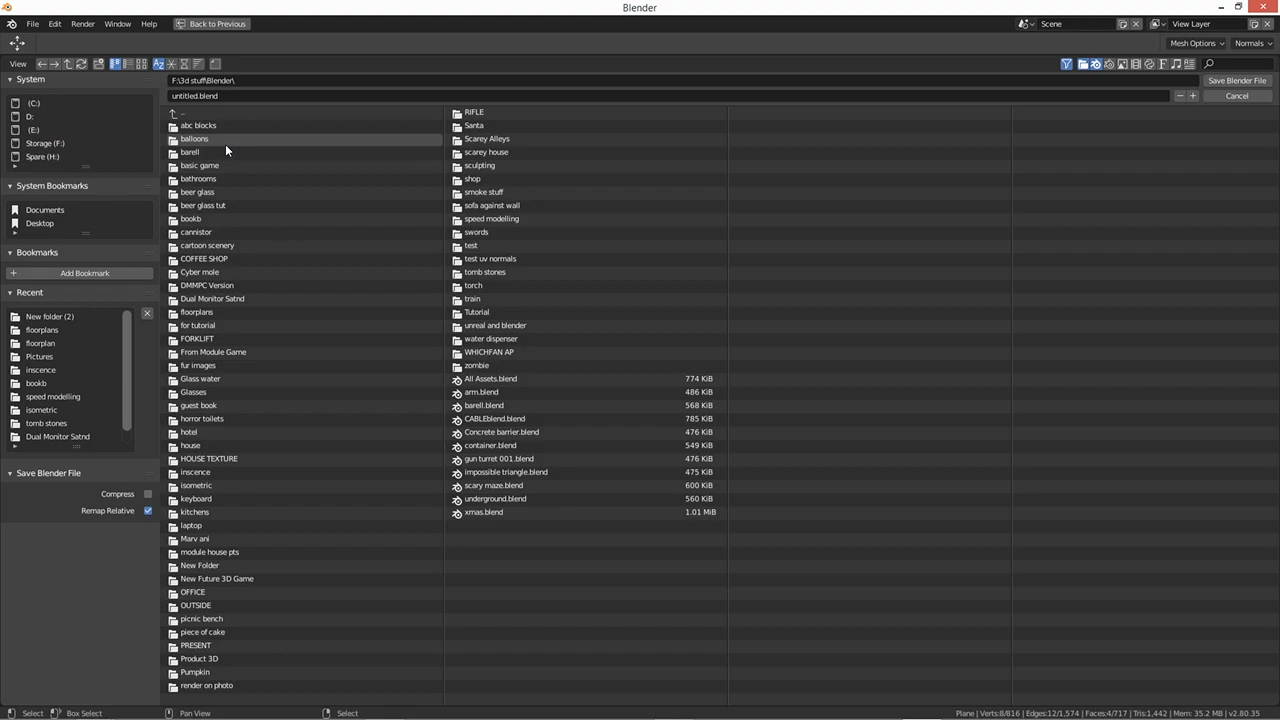 Blender
File Edit Render Window Help Back to Previous Scene View Layer
Mesh Options Normals
View
System
(C:)
D:
(E:)
Storage (F:)
Spare (H:)
System Bookmarks
Documents
Desktop
Bookmarks
Add Bookmark
Recent
New folder (2)
floorplans
floorplan
Pictures
inscence
bookb
speed modelling
isometric
tomb stones
Dual Monitor Satnd
Save Blender File
Compress
Remap Relative
F:\3d stuff\Blender\ Save Blender File
untitled.blend Cancel
..
abc blocks
balloons
barell
basic game
bathrooms
beer glass
beer glass tut
bookb
cannistor
cartoon scenery
COFFEE SHOP
Cyber mole
DMMPC Version
Dual Monitor Satnd
floorplans
for tutorial
FORKLIFT
From Module Game
fur images
Glass water
Glasses
guest book
horror toilets
hotel
house
HOUSE TEXTURE
inscence
isometric
keyboard
kitchens
laptop
Marv ani
module house pts
New Folder
New Future 3D Game
OFFICE
OUTSIDE
picnic bench
piece of cake
PRESENT
Product 3D
Pumpkin
render on photo
RIFLE
Santa
Scarey Alleys
scarey house
sculpting
shop
smoke stuff
sofa against wall
speed modelling
swords
test
test uv normals
tomb stones
torch
train
Tutorial
unreal and blender
water dispenser
WHICHFAN AP
zombie
All Assets.blend 774 KiB
arm.blend 486 KiB
barell.blend 568 KiB
CABLEblend.blend 785 KiB
Concrete barrier.blend 476 KiB
container.blend 549 KiB
gun turret 001.blend 476 KiB
impossible triangle.blend 475 KiB
scary maze.blend 600 KiB
underground.blend 560 KiB
xmas.blend 1.01 MiB
Select Box Select Pan View Select Plane | Verts:8/816 | Edges:12/1,574 | Faces:4/717 | Tris:1,442 | Mem: 35.2 MB | v2.80.35